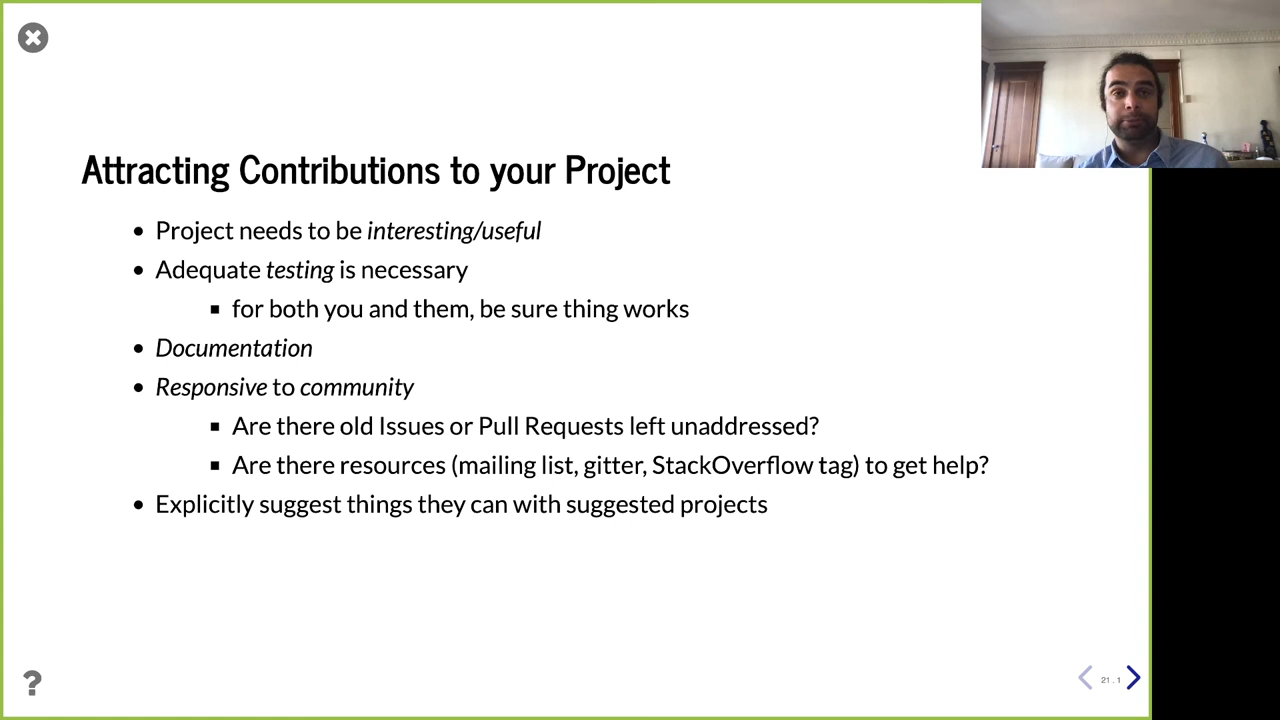 Attracting Contributions to your Project
• Project needs to be interesting/useful
• Adequate testing is necessary
▪ for both you and them, be sure thing works
• Documentation
• Responsive to community
▪ Are there old Issues or Pull Requests left unaddressed?
▪ Are there resources (mailing list, gitter, StackOverflow tag) to get help?
• Explicitly suggest things they can with suggested projects
?
21 . 1